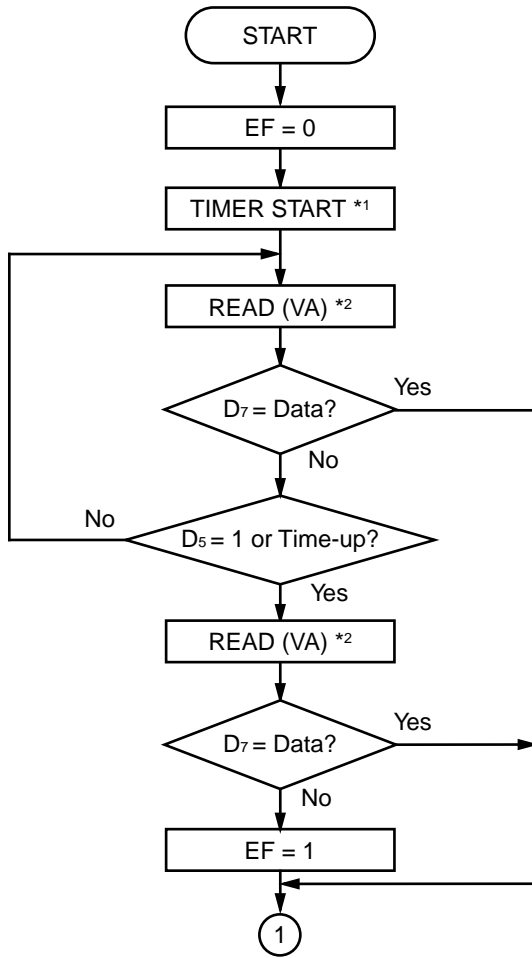 START
EF = 0
TIMER START *1
READ (VA) *2
D7 = Data?
Yes
No
D5 = 1 or Time-up?
No
Yes
READ (VA) *2
D7 = Data?
Yes
No
EF = 1
1